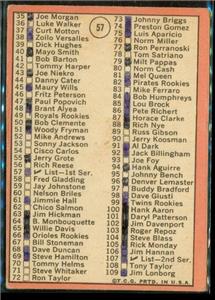 35 Joe Morgan
36 Luke Walker
37 Curt Motton
38 Zoilo Versalles
39 Dick Hughes
40 Mayo Smith
41 Bob Barton
42 Tommy Harper
43 Joe Niekro
44 Danny Cater
45 Maury Wills
46 Fritz Peterson
47 Paul Popovich
48 Brant Alyea
49 Royals Rookies
50
51 Woody Fryman
52
53 Sonny Jackson
54 Cisco Carlos
55 Jerry Grote
56 Rich Reese
57 —List—1st Ser.
58 Fred Gladding
59 Jay Johnstone
60 Nelson Briles
61 Jimmie Hall
62 Chico Salmon
63 Jim Hickman
64 B. Monbouquette
65 Willie Davis
66 Orioles Rookies
67 Bill Stoneman
68 Dave Duncan
69 Steve Hamilton
70 Tommy Helms
71 Steve Whitaker
72 Ron Taylor
57
73 Johnny Briggs
74 Preston Gomez
75 Luis Aparicio
76 Norm Miller
77 Ron Perranoski
78 Tom Satriano
79 Milt Pappas
80 Norm Cash
81 Mel Queen
82 Pirates Rookies
83 Mike Ferraro
84 Bob Humphreys
85 Lou Brock
86 Pete Richert
87 Horace Clarke
88 Rich Nye
89 Russ Gibson
90 Jerry Koosman
91 Al Dark
92 Jack Billingham
93 Joe Foy
94 Hank Aguirre
95 Johnny Bench
96 Denver Lemaster
97 Buddy Bradford
98 Dave Giusti
99 Twins Rookies
100 Hank Aaron
101 Daryl Patterson
102 Jim Davenport
103 Roger Repoz
104 Steve Blass
105 Rick Monday
106 Jim Hannan
107 —List—2nd Ser.
108 Tony Taylor
109 Jim Lonborg
©T.C.G. PRTD. IN U.S.A.